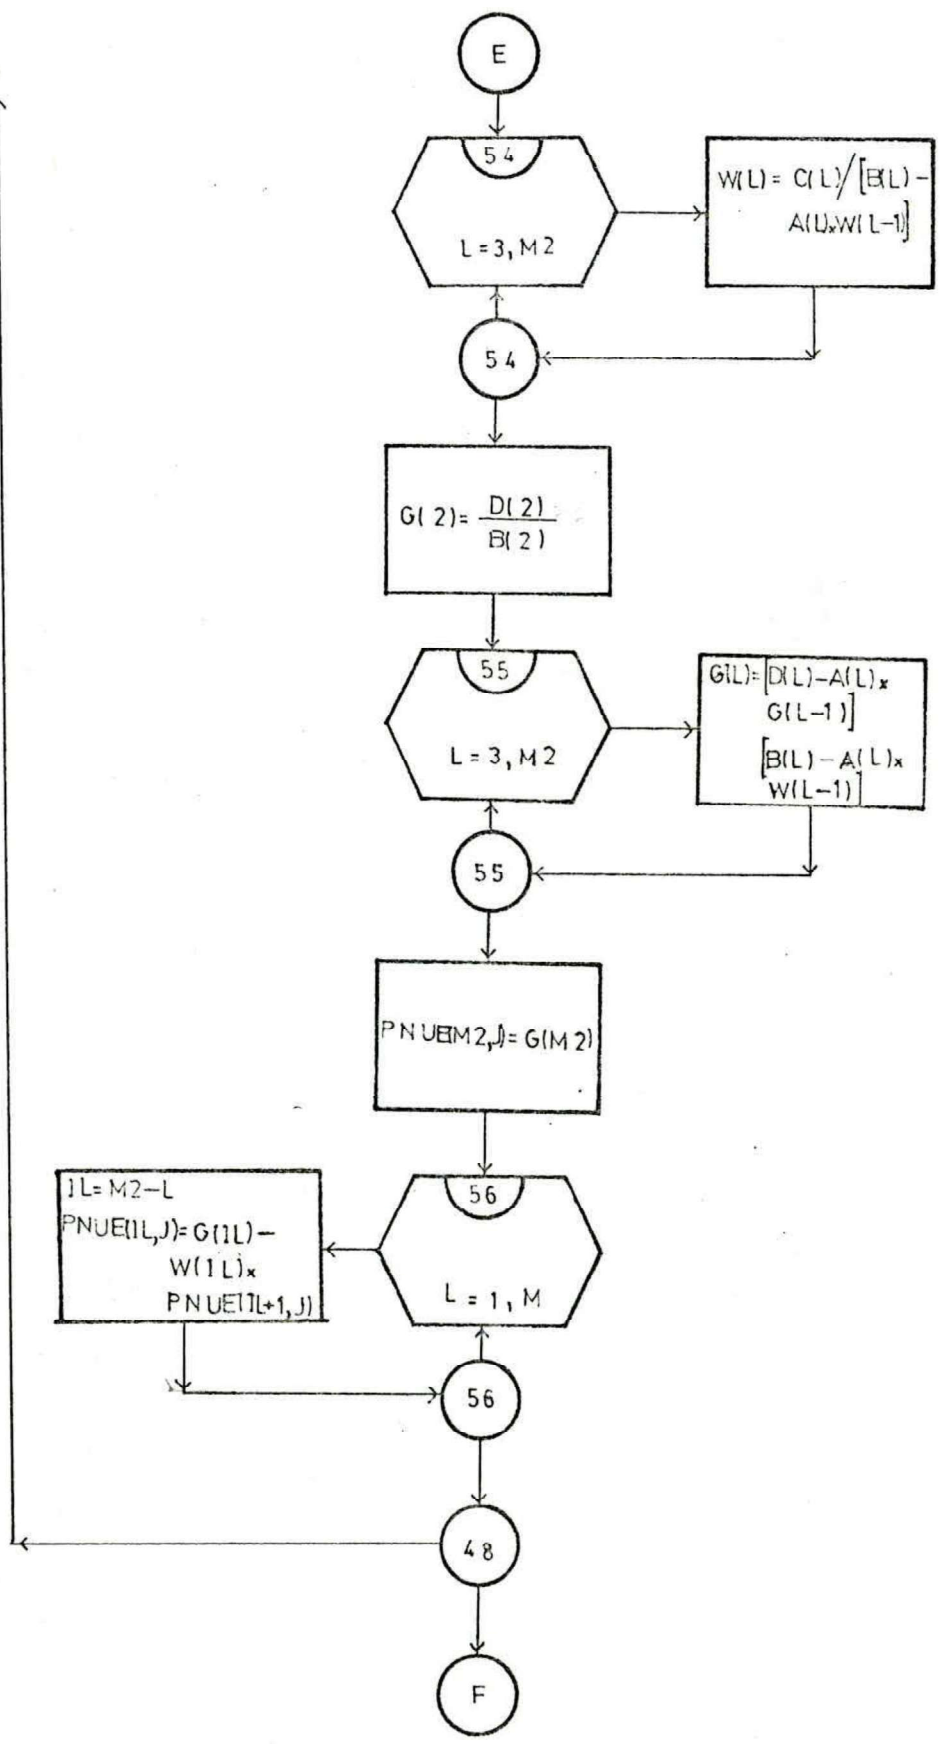 E
54
L=3, M2
W(L)= C(L)/[B(L)-
A(L)×W(L-1)]
54
G(2)= D(2)
B(2)
55
L=3, M2
G(L)=[D(L)-A(L)×
G(L-1)]
[B(L)-A(L)×
W(L-1)]
55
PNUE(M2,J)= G(M2)
56
L=1, M
IL= M2-L
PNUE(IL,J)= G(IL)-
W(IL)×
PNUE(IL+1,J)
56
48
F